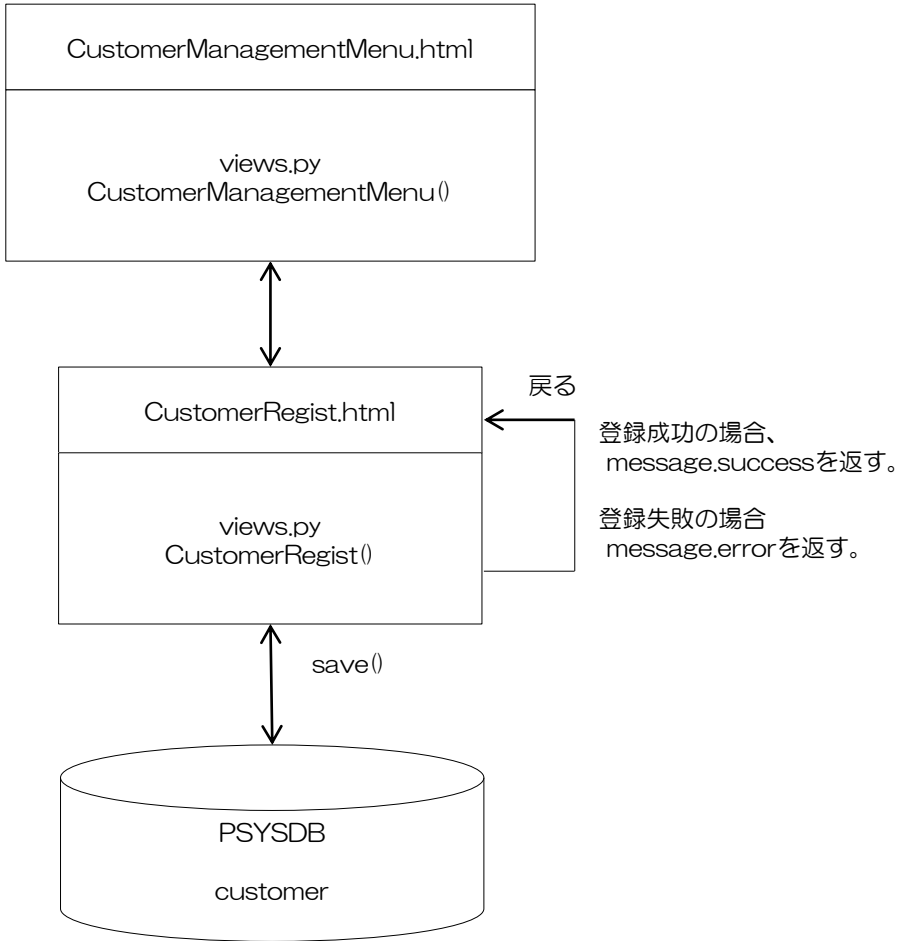 CustomerManagementMenu.html
views.py
CustomerManagementMenu()
CustomerRegist.html
戻る
登録成功の場合、
message.successを返す。
views.py
CustomerRegist()
登録失敗の場合
message.errorを返す。
save()
PSYSDB
customer